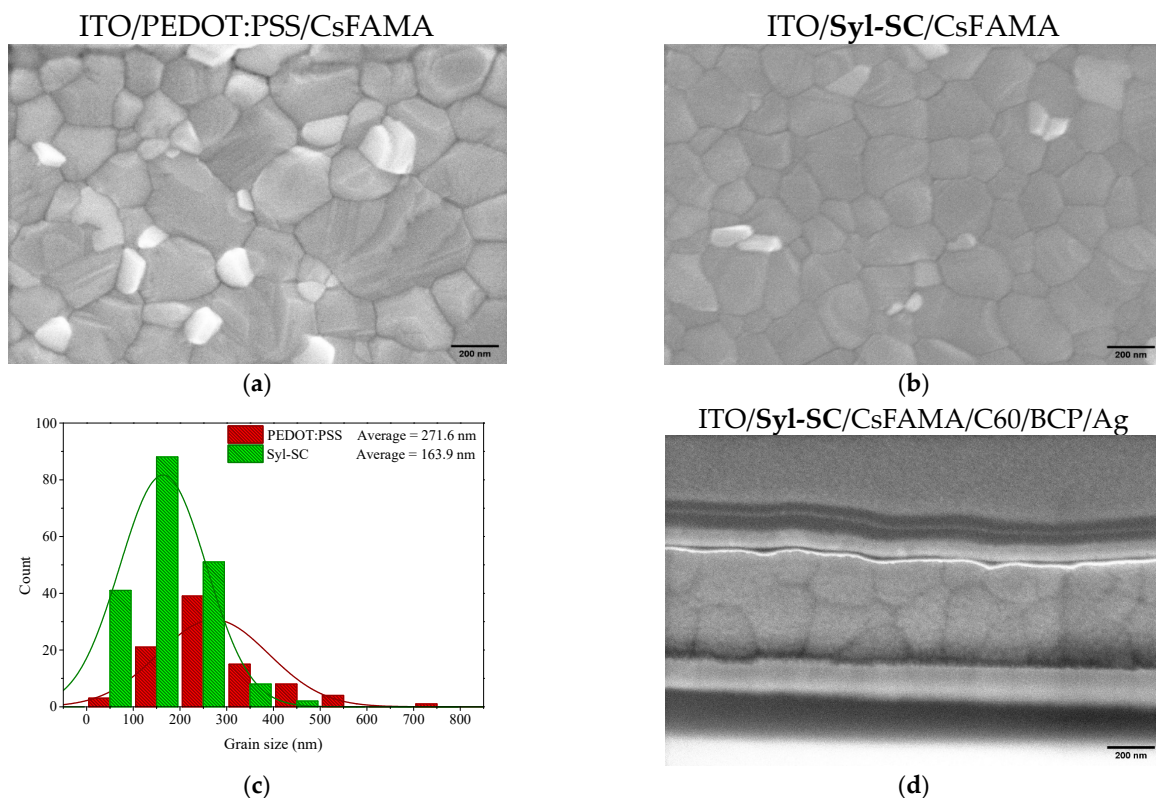 ITO/PEDOT:PSS/CsFAMA
ITO/Syl-SC/CsFAMA
200 nm
200 nm
(a)
(b)
ITO/Syl-SC/CsFAMA/C60/BCP/Ag
100
80
60
40
20
0
Count
PEDOT:PSS Average = 271.6 nm
Syl-SC Average = 163.9 nm
0 100 200 300 400 500 600 700 800
Grain size (nm)
200 nm
(c)
(d)